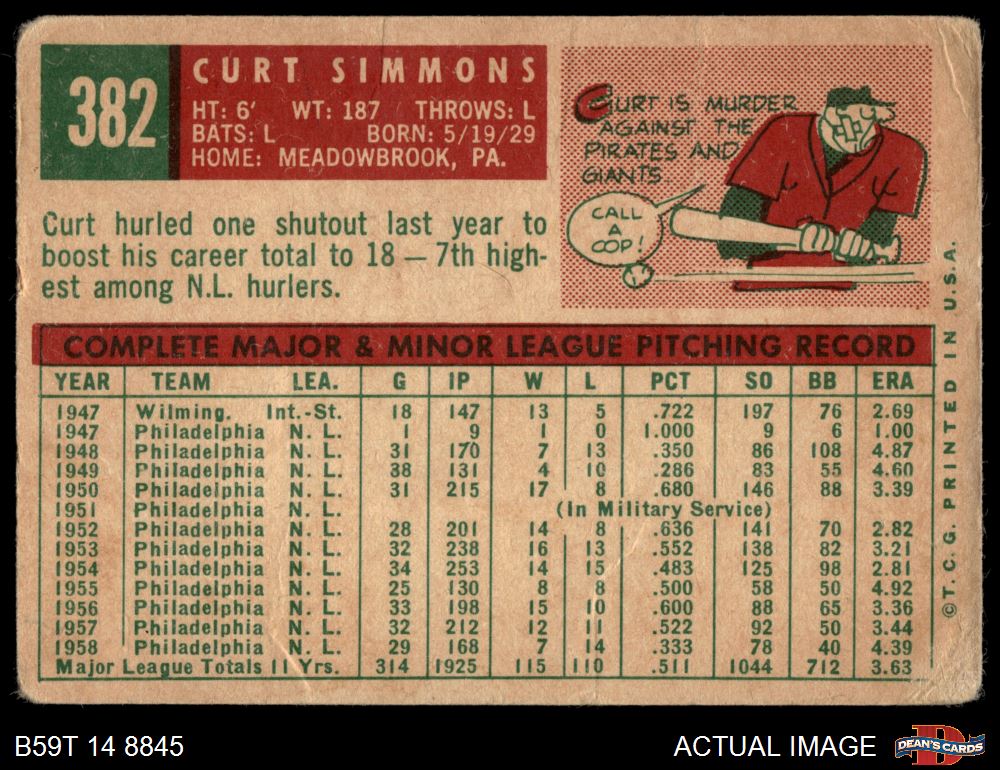 382
CURT SIMMONS
HT: 6' WT: 187 THROWS: L
BATS: L BORN: 5/19/29
HOME: MEADOWBROOK, PA.
Curt hurled one shutout last year to
boost his career total to 18 — 7th high-
est among N.L. hurlers.
CURT IS MURDER
AGAINST THE
PIRATES AND
GIANTS
CALL
A
COP!
COMPLETE MAJOR & MINOR LEAGUE PITCHING RECORD
YEAR TEAM LEA. G IP W L PCT SO BB ERA
1947 Wilming. Int.-St. 18 147 13 5 .722 197 76 2.69
1947 Philadelphia N. L. 1 9 1 0 1.000 9 6 1.00
1948 Philadelphia N. L. 31 170 7 13 .350 86 108 4.87
1949 Philadelphia N. L. 38 131 4 10 .286 83 55 4.60
1950 Philadelphia N. L. 31 215 17 8 .680 146 88 3.39
1951 Philadelphia N. L. (In Military Service)
1952 Philadelphia N. L. 28 201 14 8 .636 141 70 2.82
1953 Philadelphia N. L. 32 238 16 13 .552 138 82 3.21
1954 Philadelphia N. L. 34 253 14 15 .483 125 98 2.81
1955 Philadelphia N. L. 25 130 8 8 .500 58 50 4.92
1956 Philadelphia N. L. 33 198 15 10 .600 88 65 3.36
1957 Philadelphia N. L. 32 212 12 11 .522 92 50 3.44
1958 Philadelphia N. L. 29 168 7 14 .333 78 40 4.39
Major League Totals 11 Yrs. 314 1925 115 110 .511 1044 712 3.63
©T.C.G. PRINTED IN U.S.A.
B59T 14 8845
ACTUAL IMAGE
DEAN'S CARDS